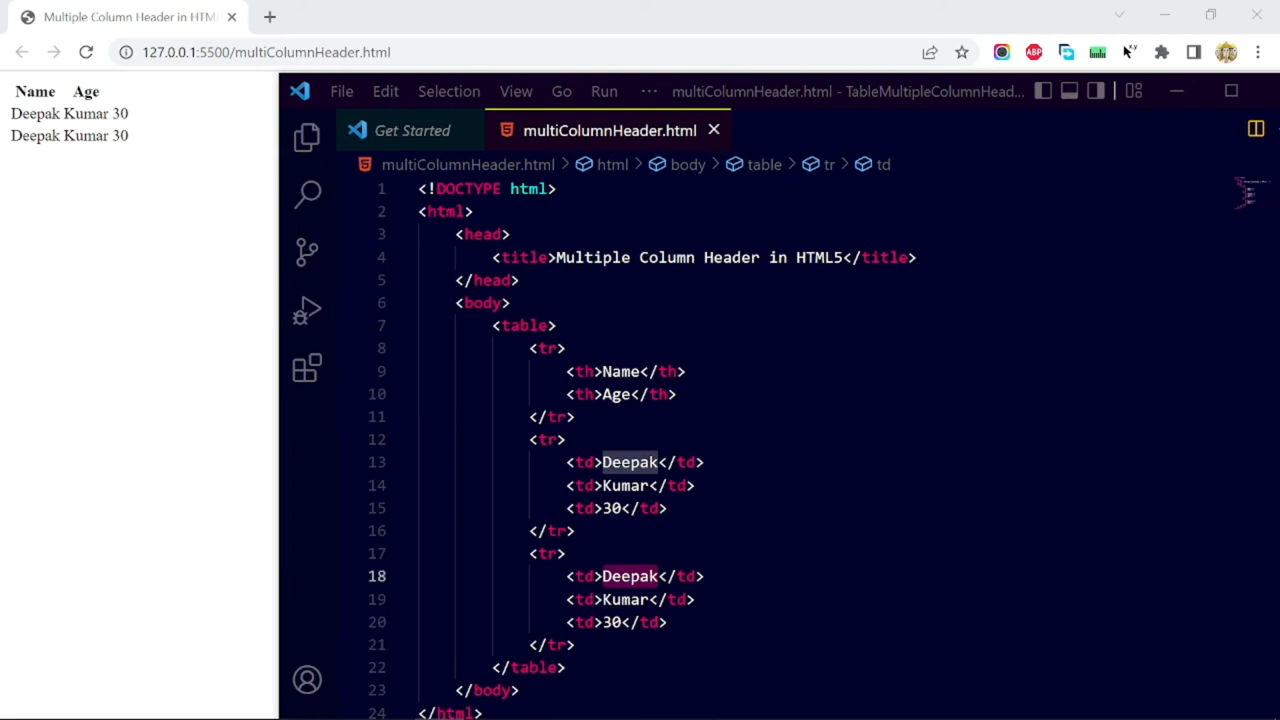 Multiple Column Header in HTM
127.0.0.1:5500/multiColumnHeader.html
ABP
Name Age
Deepak Kumar 30
Deepak Kumar 30
File Edit Selection View Go Run ··· multiColumnHeader.html - TableMultipleColumnHead...
Get Started multiColumnHeader.html
multiColumnHeader.html > html > body > table > tr > td
1 <!DOCTYPE html>
2 <html>
3 <head>
4 <title>Multiple Column Header in HTML5</title>
5 </head>
6 <body>
7 <table>
8 <tr>
9 <th>Name</th>
10 <th>Age</th>
11 </tr>
12 <tr>
13 <td>Deepak</td>
14 <td>Kumar</td>
15 <td>30</td>
16 </tr>
17 <tr>
18 <td>Deepak</td>
19 <td>Kumar</td>
20 <td>30</td>
21 </tr>
22 </table>
23 </body>
24 </html>